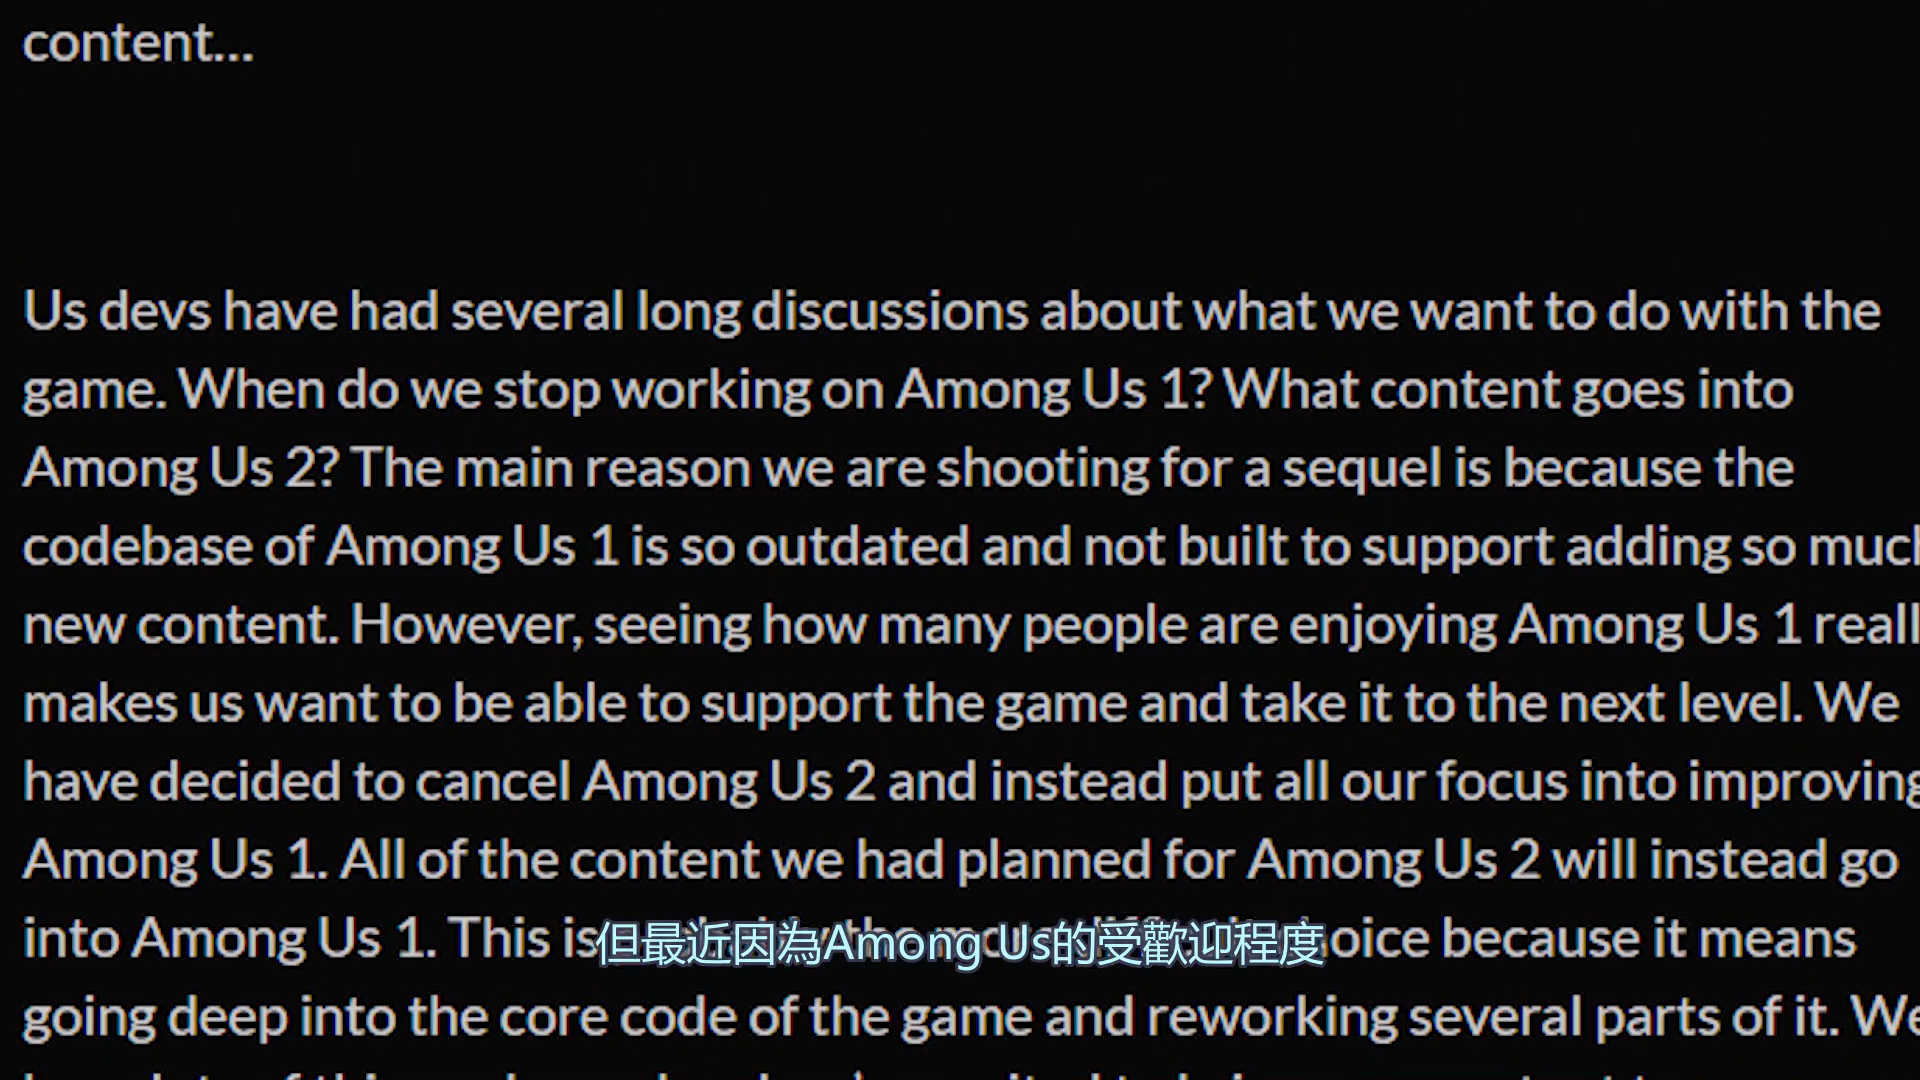 content...
Us devs have had several long discussions about what we want to do with the
game. When do we stop working on Among Us 1? What content goes into
Among Us 2? The main reason we are shooting for a sequel is because the
codebase of Among Us 1 is so outdated and not built to support adding so much
new content. However, seeing how many people are enjoying Among Us 1 reall
makes us want to be able to support the game and take it to the next level. We
have decided to cancel Among Us 2 and instead put all our focus into improving
Among Us 1. All of the content we had planned for Among Us 2 will instead go
into Among Us 1. This is because it means
但最近因為Among Us的受歡迎程度
going deep into the core code of the game and reworking several parts of it. We